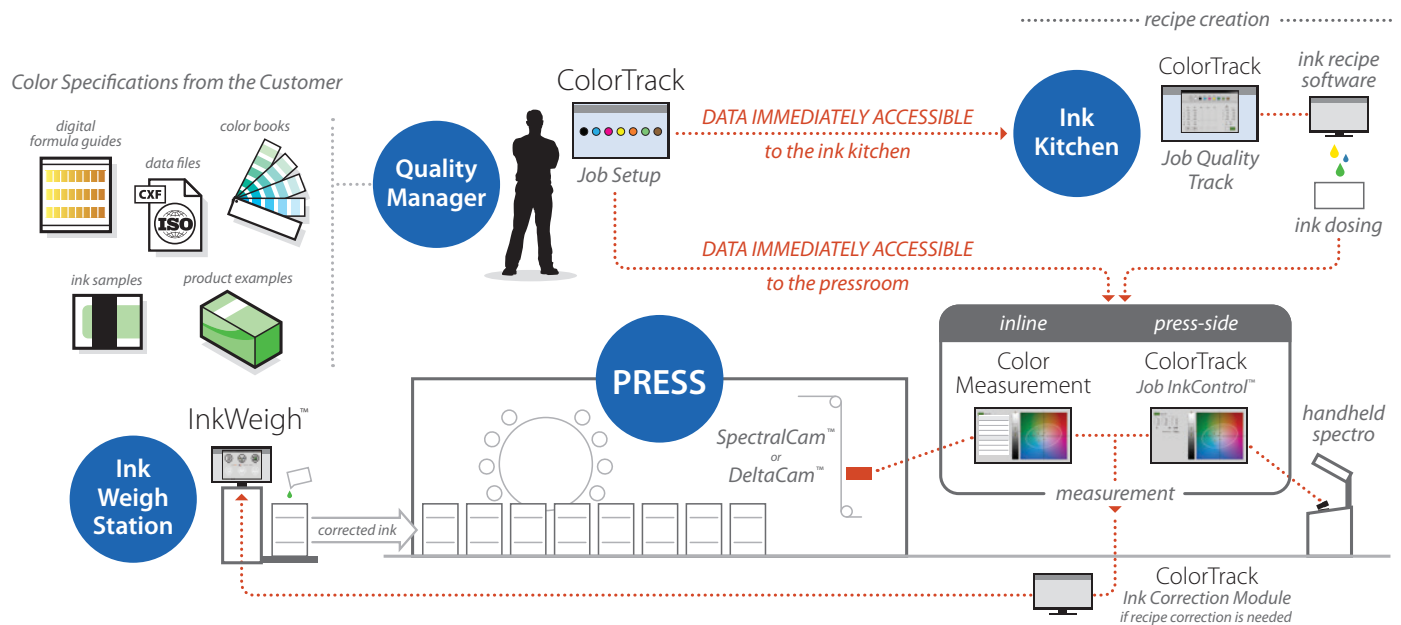 recipe creation
Color Specifications from the Customer
digital
formula guides
data files
color books
CXF
ISO
ink samples
product examples
Quality
Manager
ColorTrack
Job Setup
DATA IMMEDIATELY ACCESSIBLE
to the ink kitchen
Ink
Kitchen
ColorTrack
Job Quality
Track
ink recipe
software
ink dosing
DATA IMMEDIATELY ACCESSIBLE
to the pressroom
inline
press-side
Color
Measurement
ColorTrack
Job InkControl™
measurement
handheld
spectro
PRESS
SpectralCam™
or
DeltaCam™
InkWeigh™
Ink
Weigh
Station
corrected ink
ColorTrack
Ink Correction Module
if recipe correction is needed